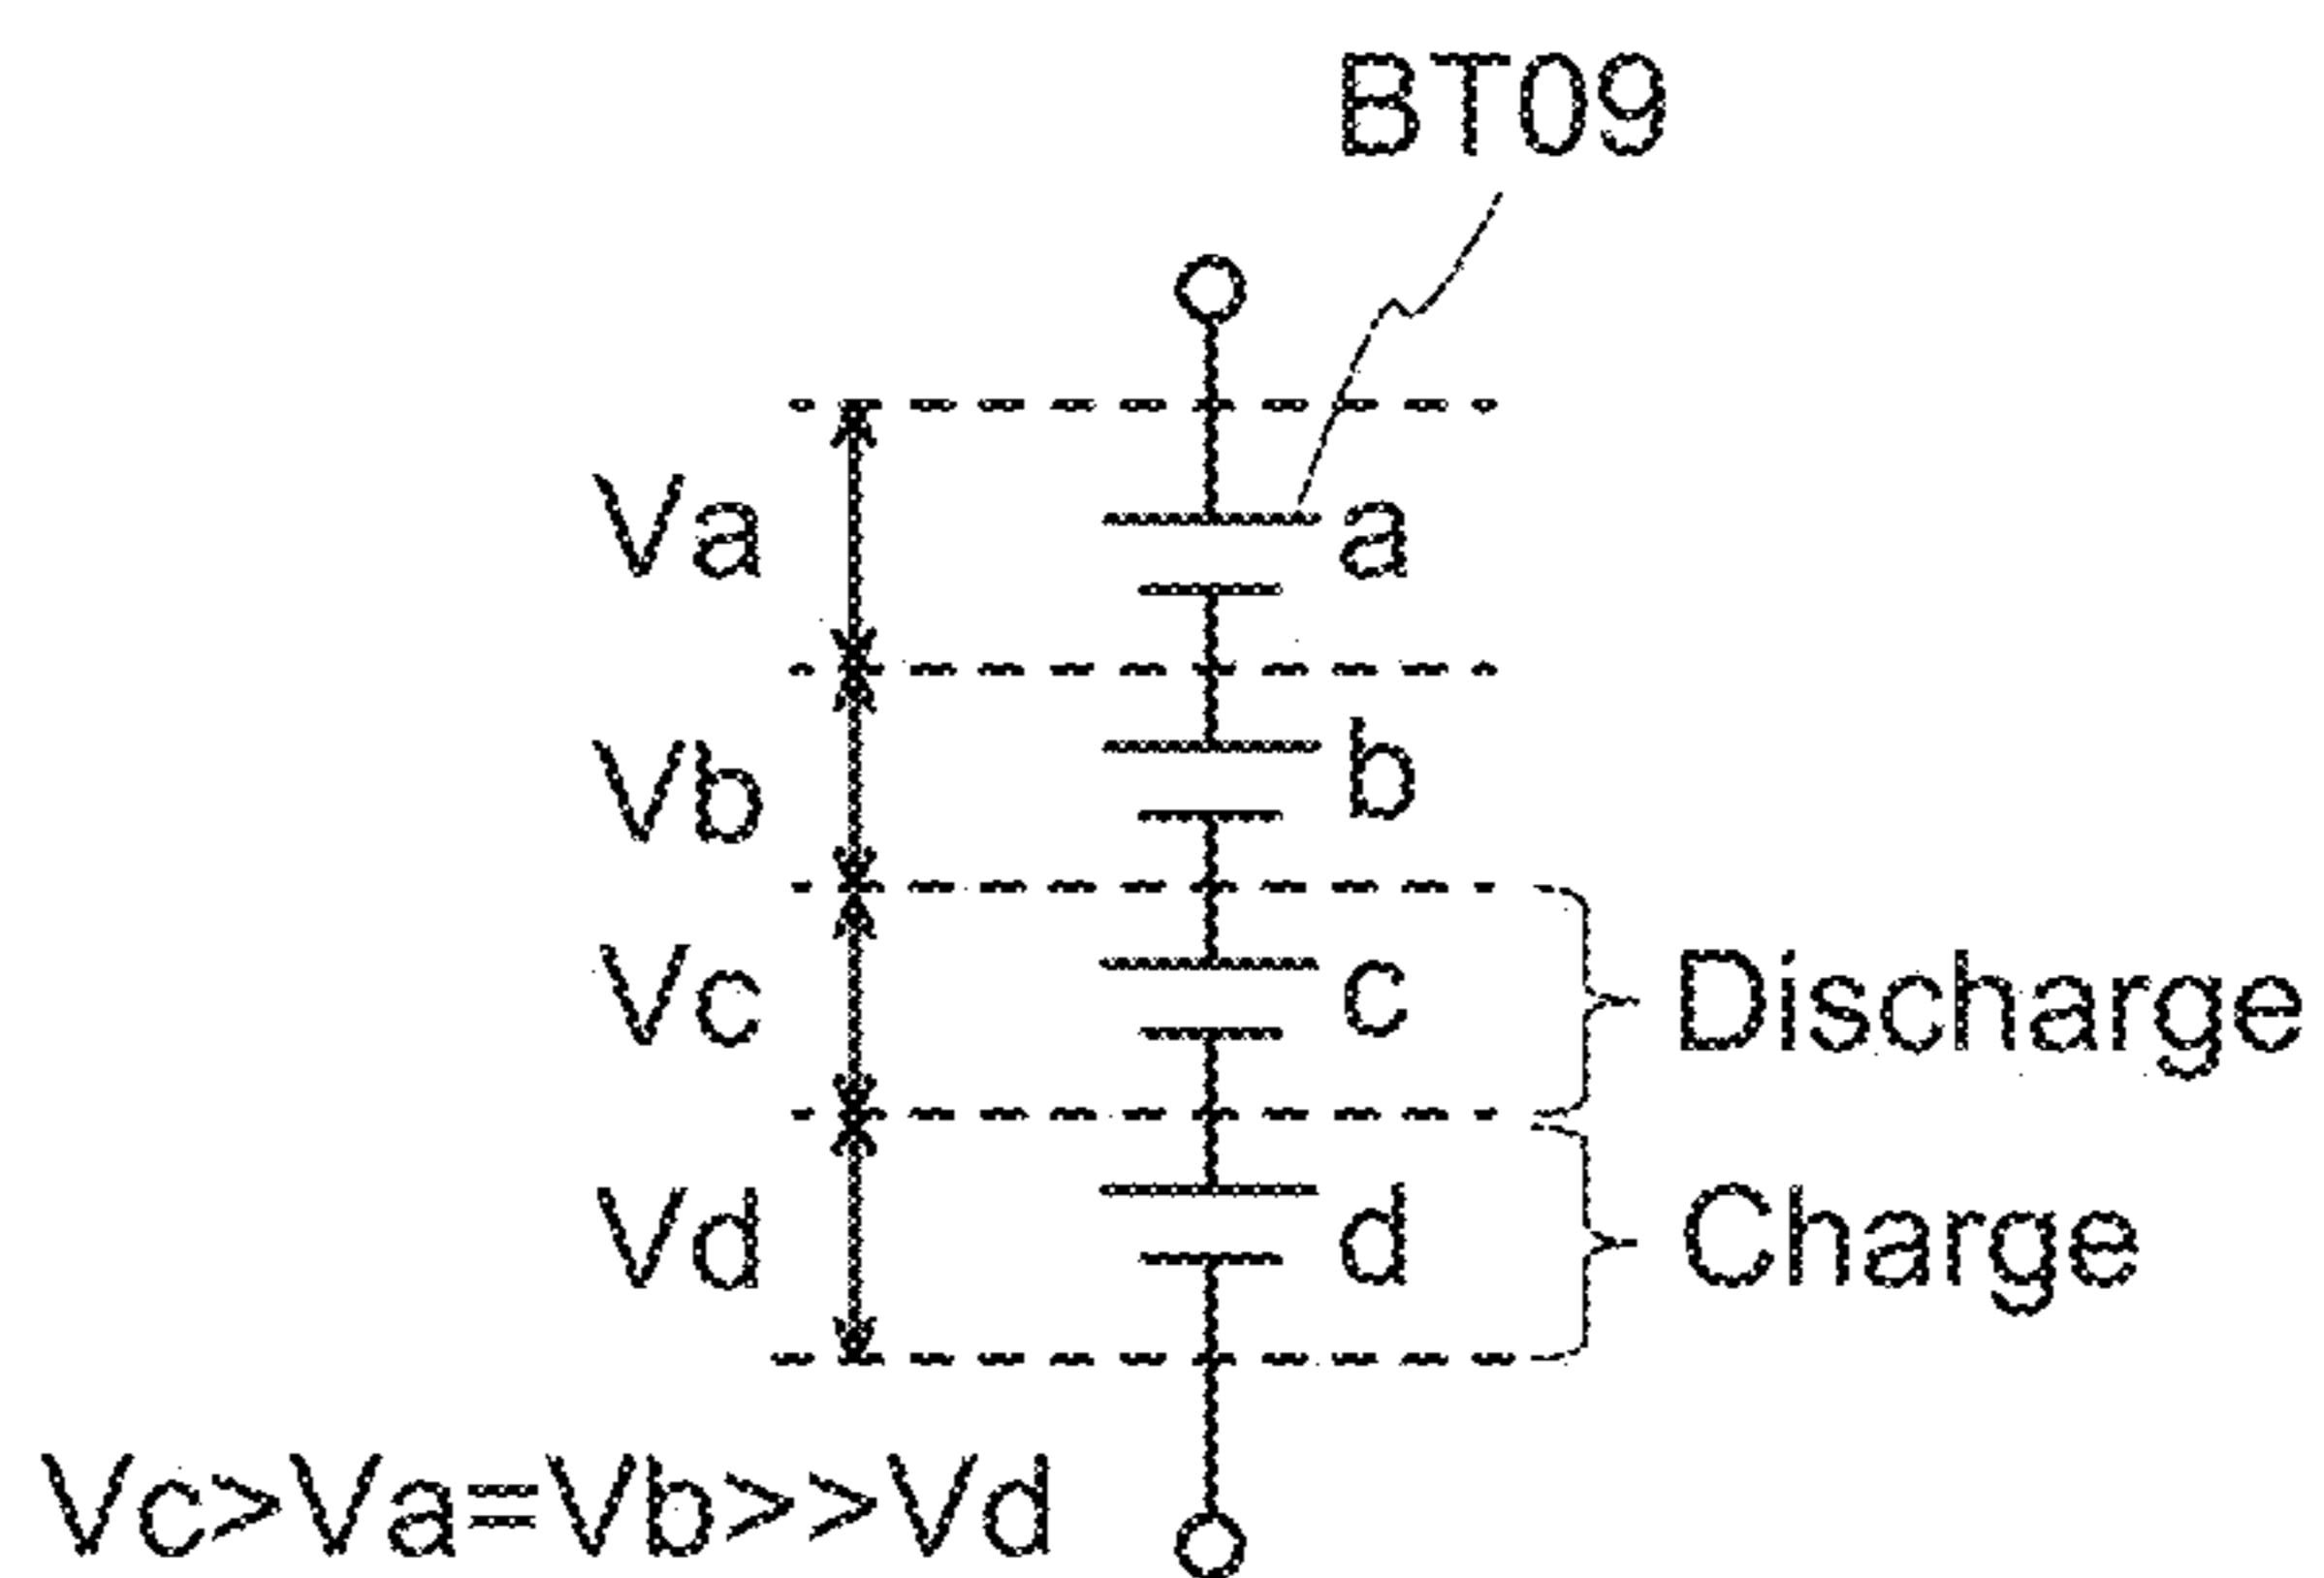 BT09
Va
a
Vb
b
Vc
c
Discharge
Vd
d
Charge
Vc>Va=Vb>>Vd